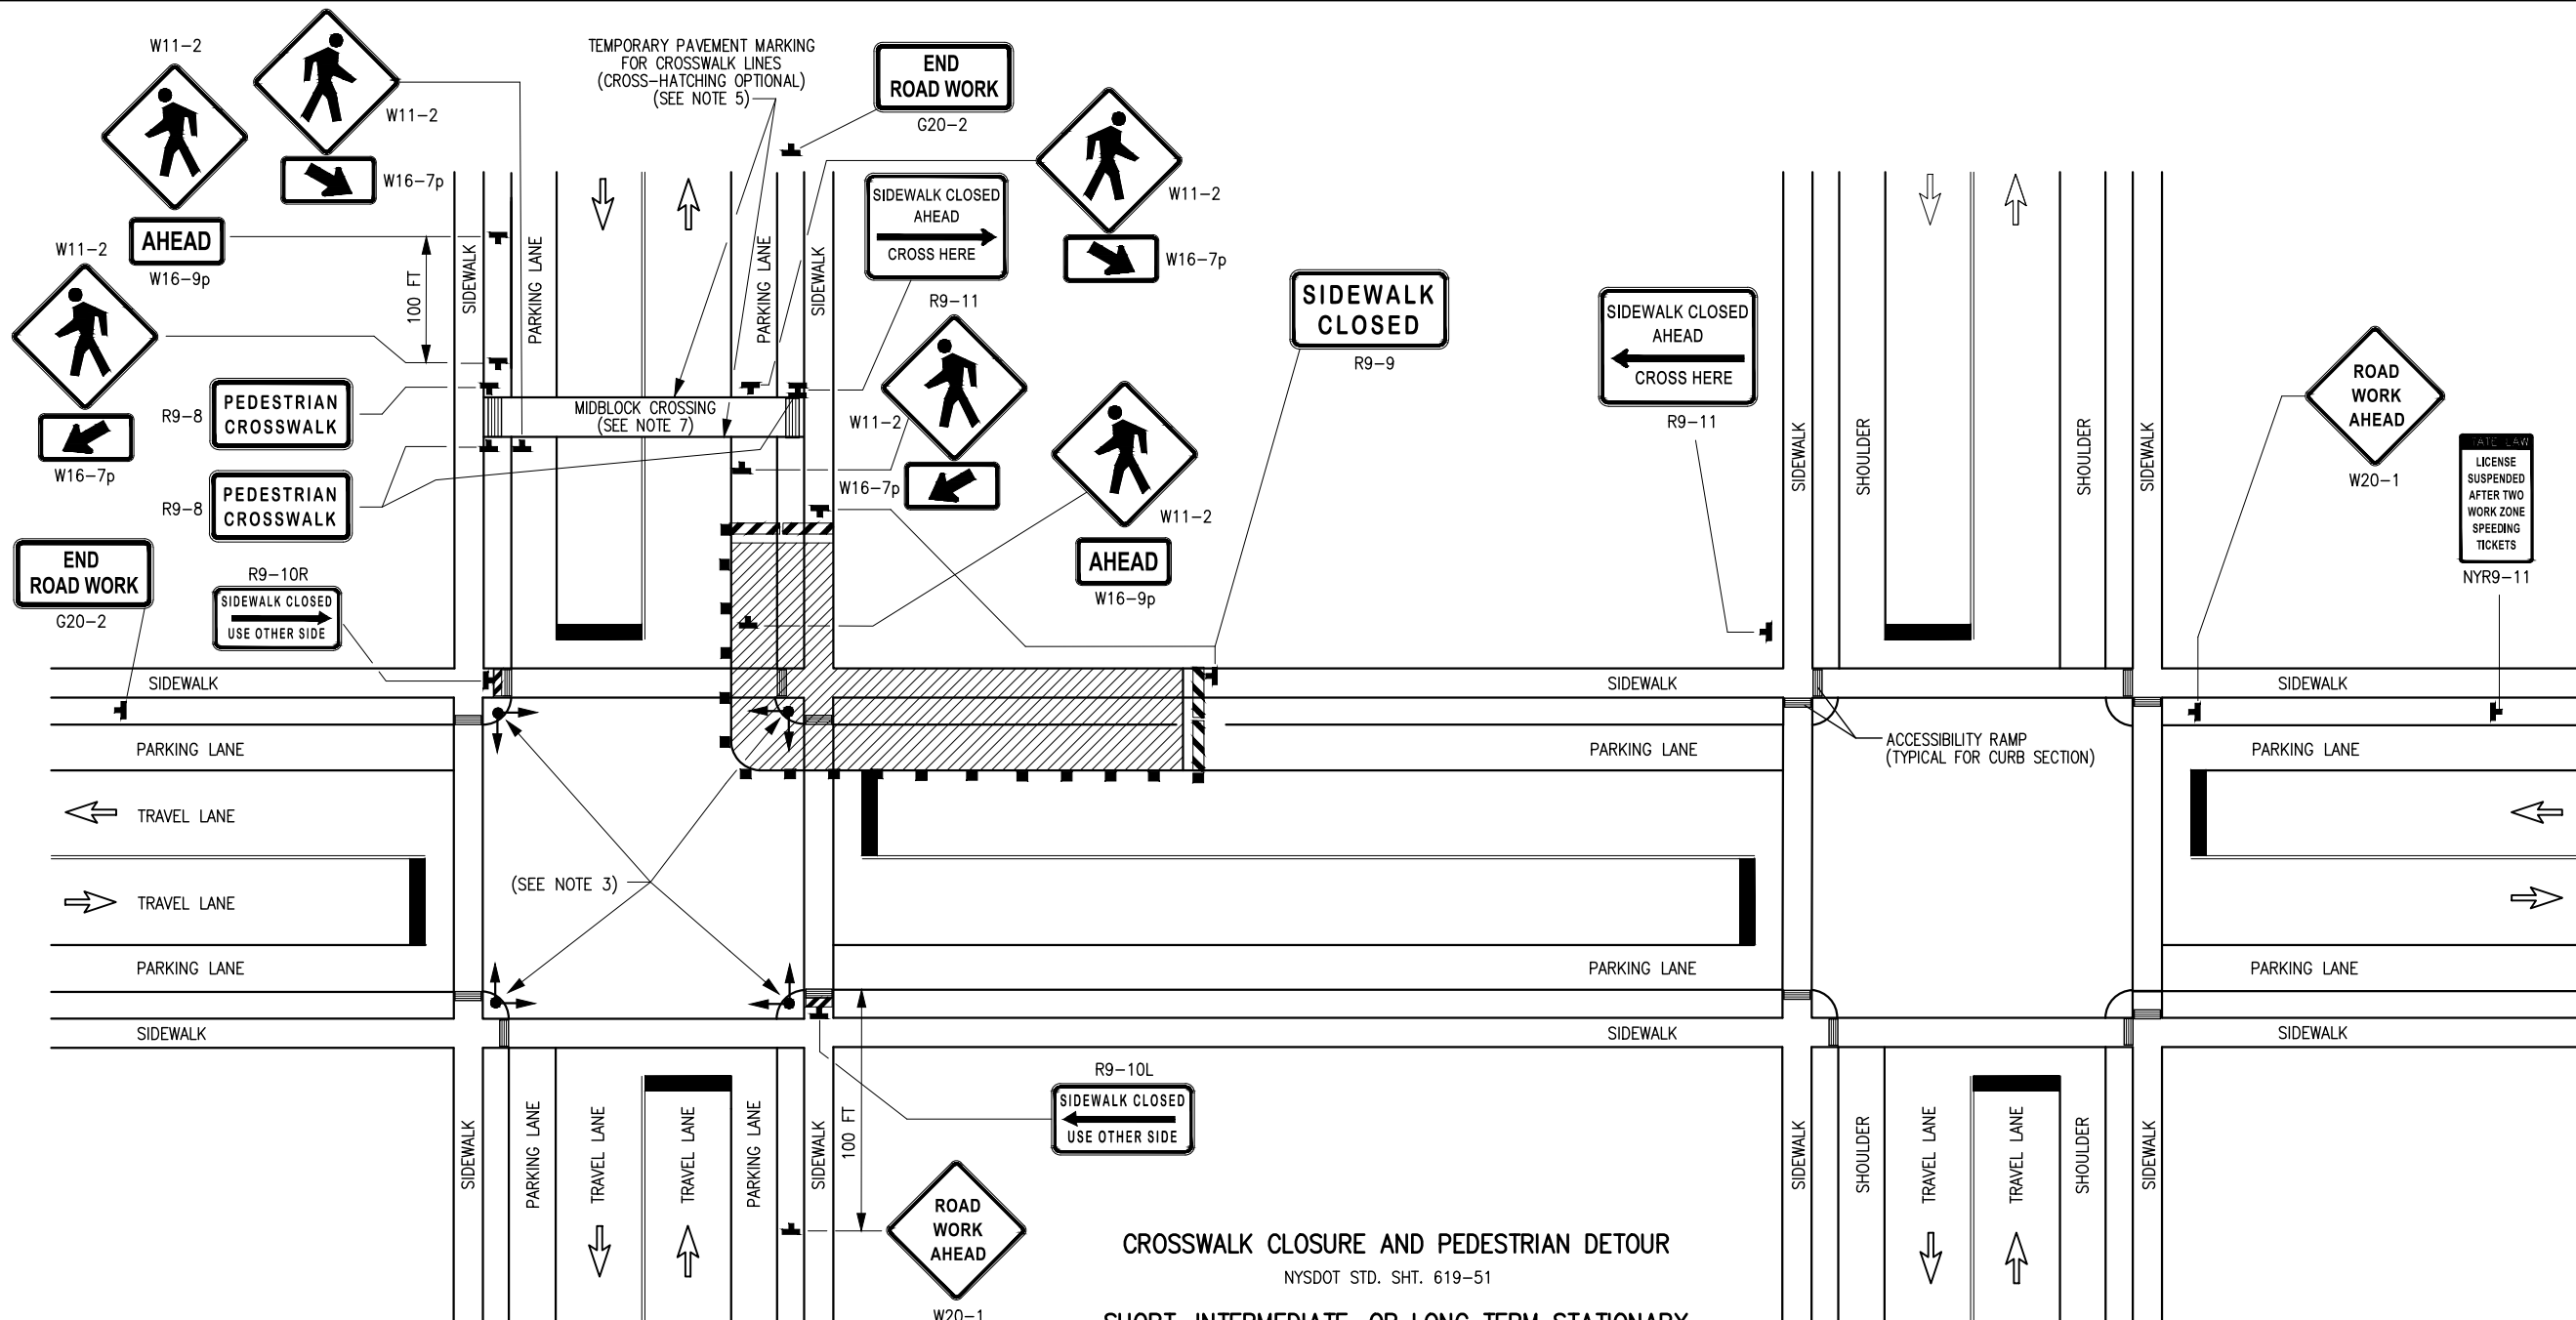 W11-2
W11-2
W16-7p
AHEAD
W16-9p
W11-2
W16-7p
100 FT
SIDEWALK
PARKING LANE
TEMPORARY PAVEMENT MARKING
FOR CROSSWALK LINES
(CROSS-HATCHING OPTIONAL)
(SEE NOTE 5)
END
ROAD WORK
G20-2
W11-2
W16-7p
SIDEWALK CLOSED
AHEAD
CROSS HERE
R9-11
PARKING LANE
SIDEWALK
R9-8
PEDESTRIAN
CROSSWALK
R9-8
PEDESTRIAN
CROSSWALK
MIDBLOCK CROSSING
(SEE NOTE 7)
W11-2
W16-7p
W11-2
AHEAD
W16-9p
SIDEWALK
CLOSED
R9-9
SIDEWALK CLOSED
AHEAD
CROSS HERE
R9-11
SIDEWALK
SHOULDER
SHOULDER
SIDEWALK
ROAD
WORK
AHEAD
W20-1
TATE LAW
LICENSE
SUSPENDED
AFTER TWO
WORK ZONE
SPEEDING
TICKETS
NYR9-11
END
ROAD WORK
G20-2
R9-10R
SIDEWALK CLOSED
USE OTHER SIDE
SIDEWALK
SIDEWALK
SIDEWALK
PARKING LANE
PARKING LANE
ACCESSIBILITY RAMP
(TYPICAL FOR CURB SECTION)
PARKING LANE
TRAVEL LANE
(SEE NOTE 3)
TRAVEL LANE
PARKING LANE
PARKING LANE
PARKING LANE
SIDEWALK
SIDEWALK
SIDEWALK
SIDEWALK
PARKING LANE
TRAVEL LANE
TRAVEL LANE
PARKING LANE
SIDEWALK
100 FT
R9-10L
SIDEWALK CLOSED
USE OTHER SIDE
ROAD
WORK
AHEAD
W20-1
SIDEWALK
SHOULDER
TRAVEL LANE
TRAVEL LANE
SHOULDER
SIDEWALK
CROSSWALK CLOSURE AND PEDESTRIAN DETOUR
NYSDOT STD. SHT. 619-51
SHORT, INTERMEDIATE, OR LONG TERM STATIONARY